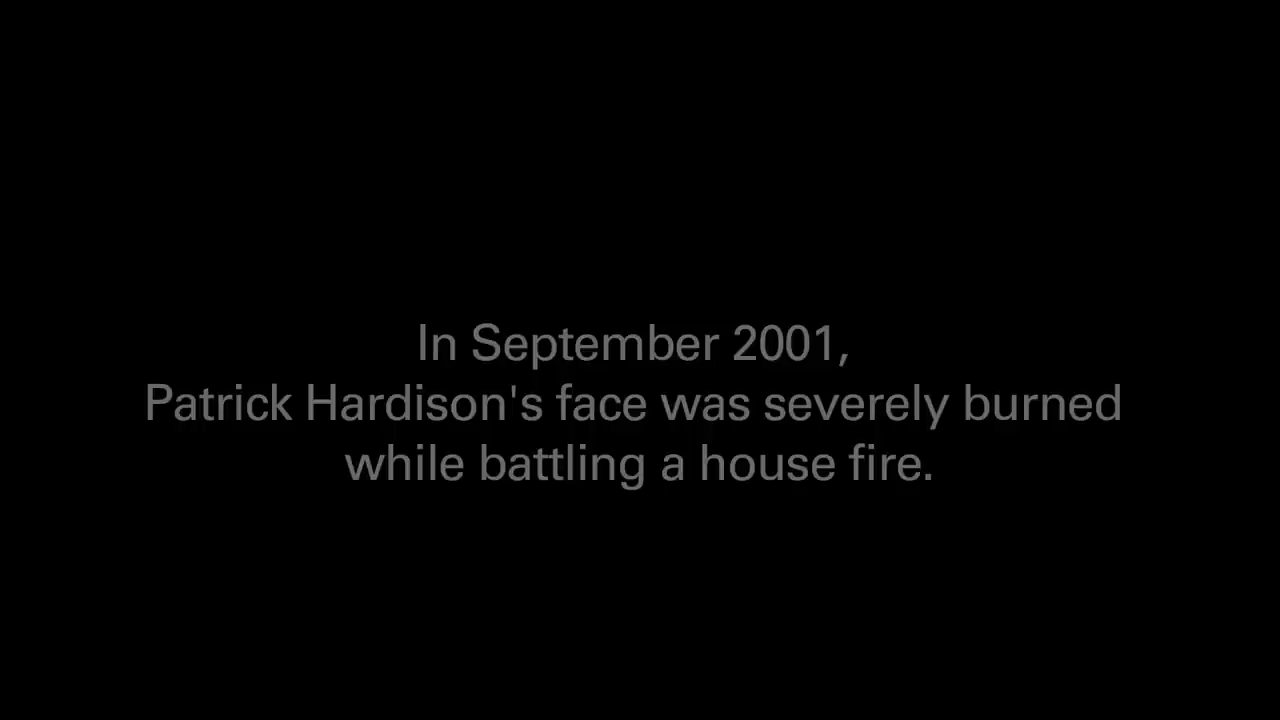 In September 2001,
Patrick Hardison's face was severely burned
while battling a house fire.